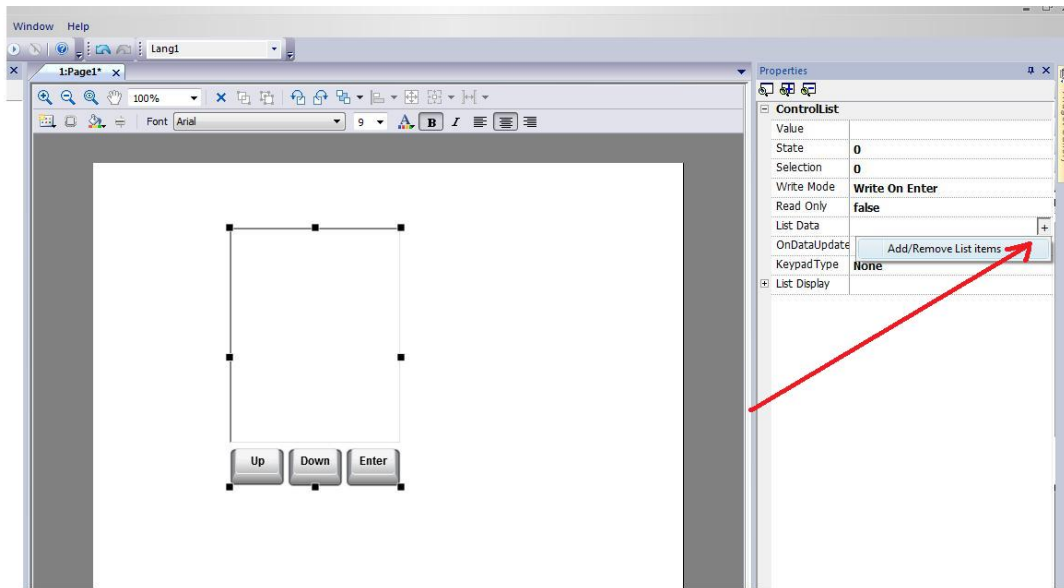 Window Help
Lang1
1:Page1*
Properties
100%
Font Arial 9 B I
ControlList
Value
State 0
Selection 0
Write Mode Write On Enter
Read Only false
List Data
OnDataUpdate
Add/Remove List items
KeypadType None
List Display
Up Down Enter